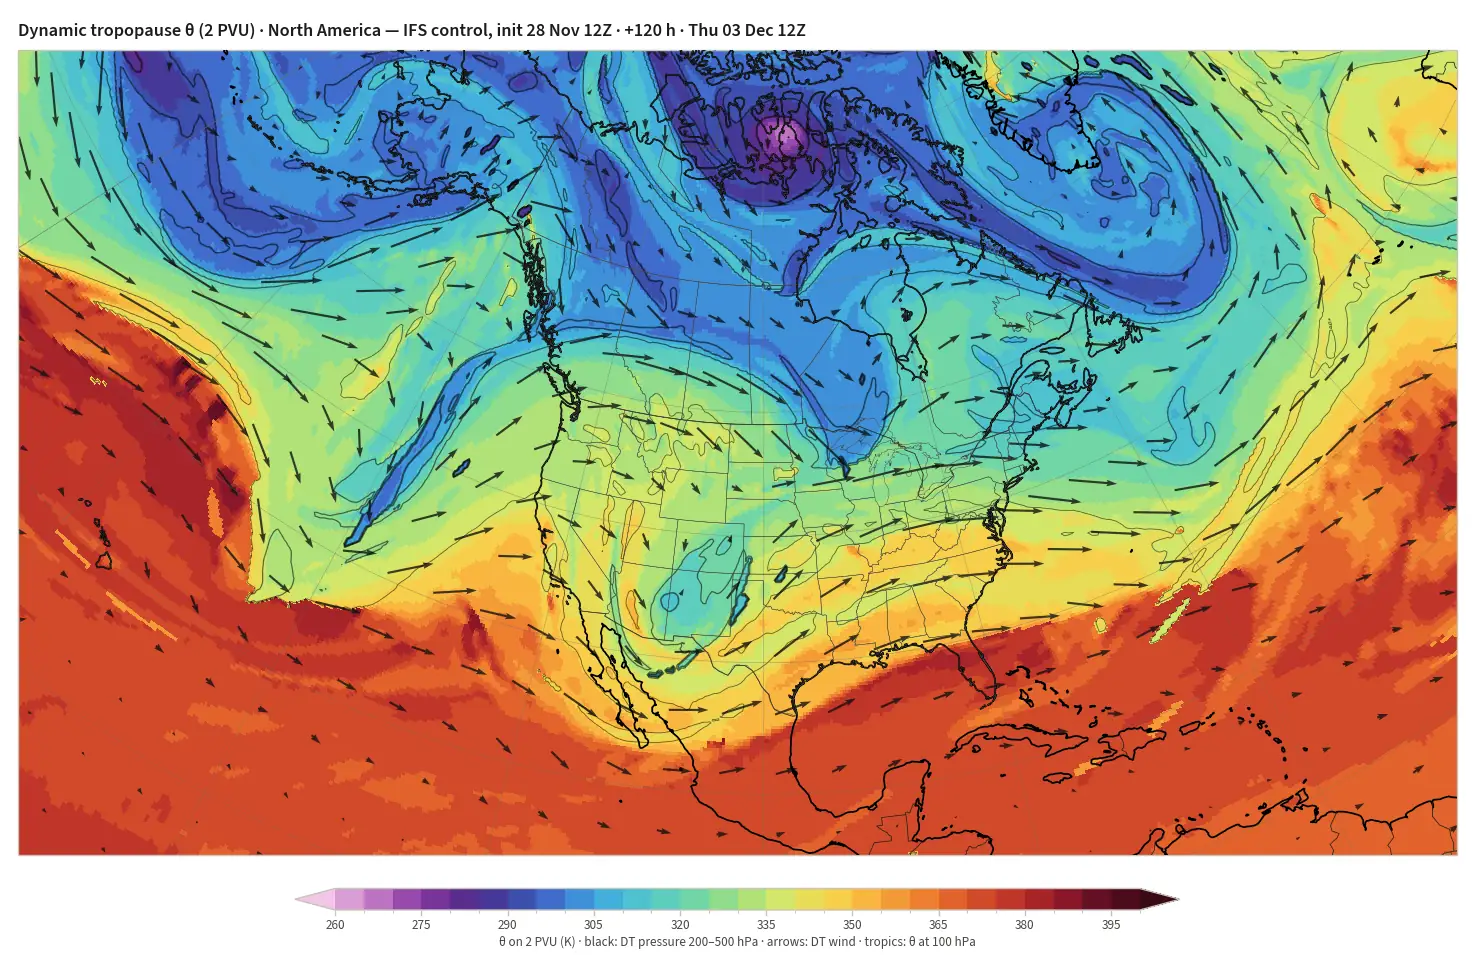 Dynamic tropopause θ (2 PVU) · North America — IFS control, init 28 Nov 12Z · +120 h · Thu 03 Dec 12Z
260 275 290 305 320 335 350 365 380 395
θ on 2 PVU (K) · black: DT pressure 200–500 hPa · arrows: DT wind · tropics: θ at 100 hPa